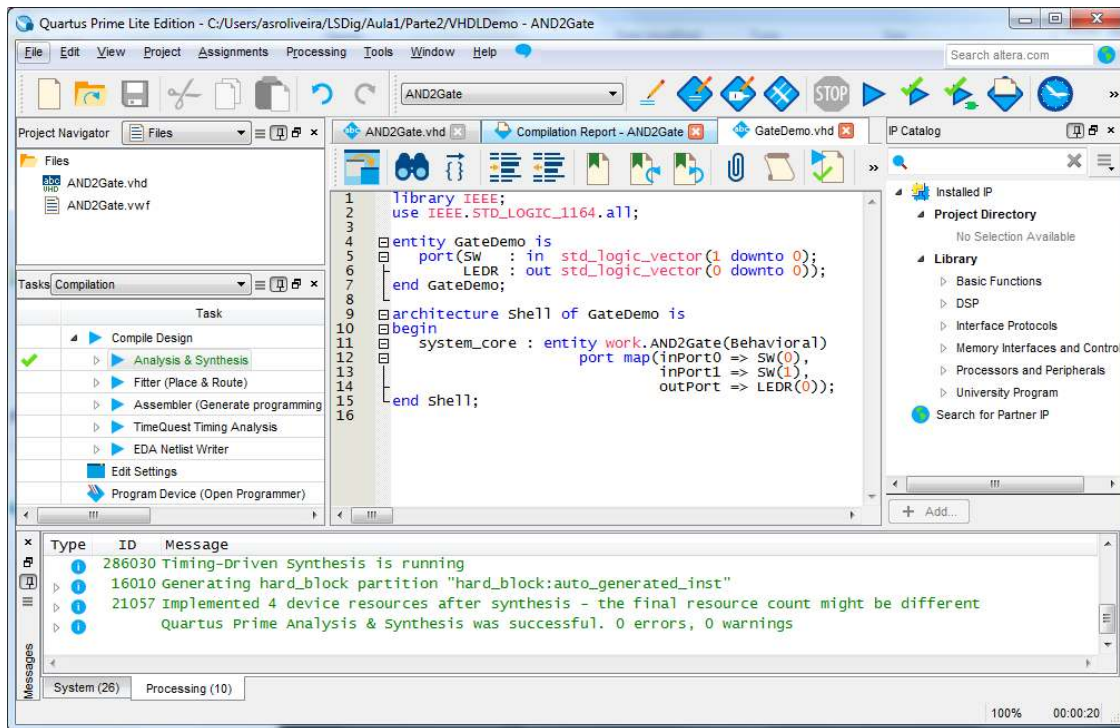 Quartus Prime Lite Edition - C:/Users/asroliveira/LSDig/Aula1/Parte2/VHDLDemo - AND2Gate
File Edit View Project Assignments Processing Tools Window Help
Search altera.com
AND2Gate
STOP
»
Project Navigator
Files
Files
AND2Gate.vhd
AND2Gate.vwf
Tasks Compilation
Task
Compile Design
Analysis & Synthesis
Fitter (Place & Route)
Assembler (Generate programming
TimeQuest Timing Analysis
EDA Netlist Writer
Edit Settings
Program Device (Open Programmer)
AND2Gate.vhd
Compilation Report - AND2Gate
GateDemo.vhd
»
1 library IEEE;
2 use IEEE.STD_LOGIC_1164.all;
3
4 entity GateDemo is
5 port(SW : in std_logic_vector(1 downto 0);
6 LEDR : out std_logic_vector(0 downto 0));
7 end GateDemo;
8
9 architecture Shell of GateDemo is
10 begin
11 system_core : entity work.AND2Gate(Behavioral)
12 port map(inPort0 => SW(0),
13 inPort1 => SW(1),
14 outPort => LEDR(0));
15 end Shell;
16
IP Catalog
Installed IP
Project Directory
No Selection Available
Library
Basic Functions
DSP
Interface Protocols
Memory Interfaces and Control
Processors and Peripherals
University Program
Search for Partner IP
+ Add...
Type ID Message
286030 Timing-Driven Synthesis is running
16010 Generating hard_block partition "hard_block:auto_generated_inst"
21057 Implemented 4 device resources after synthesis - the final resource count might be different
Quartus Prime Analysis & Synthesis was successful. 0 errors, 0 warnings
Messages
System (26)
Processing (10)
100% 00:00:20